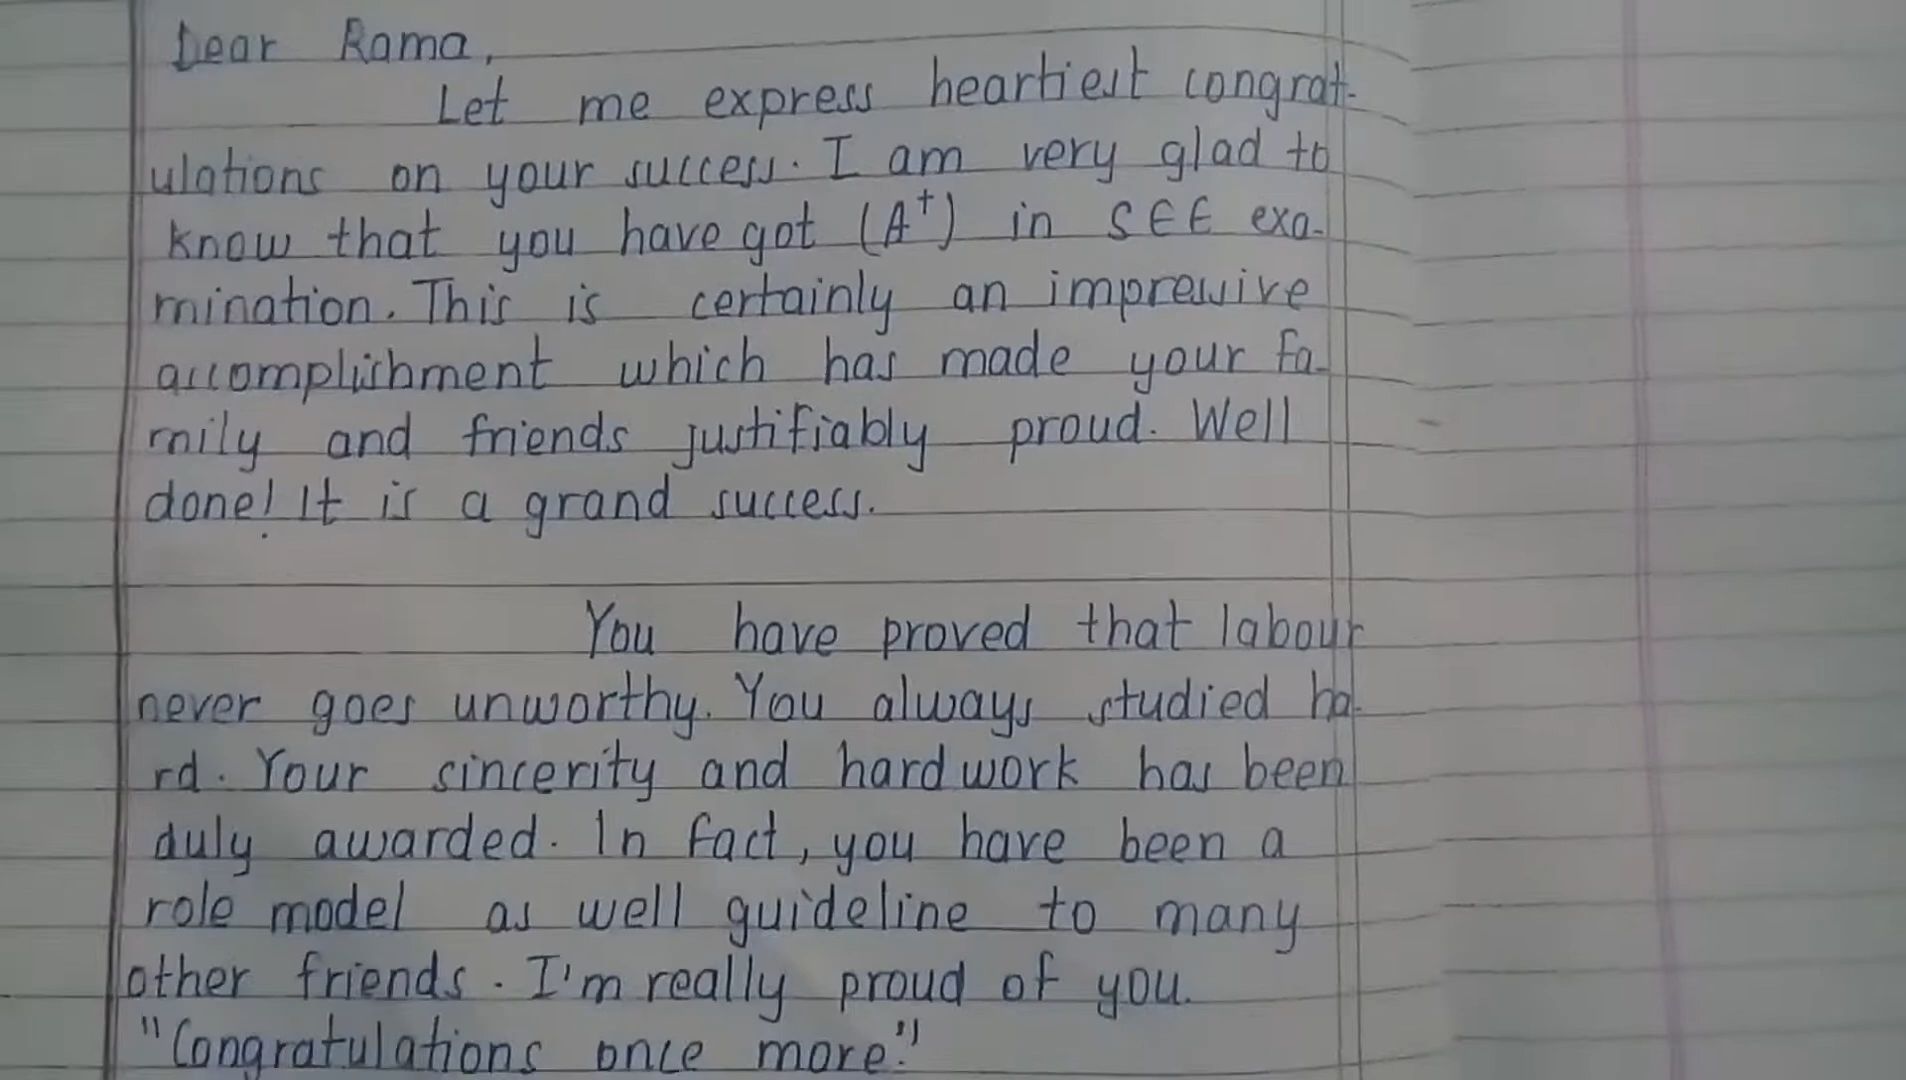 Dear Rama,
Let me express heartiest congrat-
ulations on your success. I am very glad to
know that you have got (A+) in SEE exa-
mination. This is certainly an impressive
accomplishment which has made your fa-
mily and friends justifiably proud. Well
done! It is a grand success.
You have proved that labour
never goes unworthy. You always studied ha-
rd. Your sincerity and hard work has been
duly awarded. In fact, you have been a
role model as well guideline to many
other friends. I'm really proud of you.
"Congratulations once more."